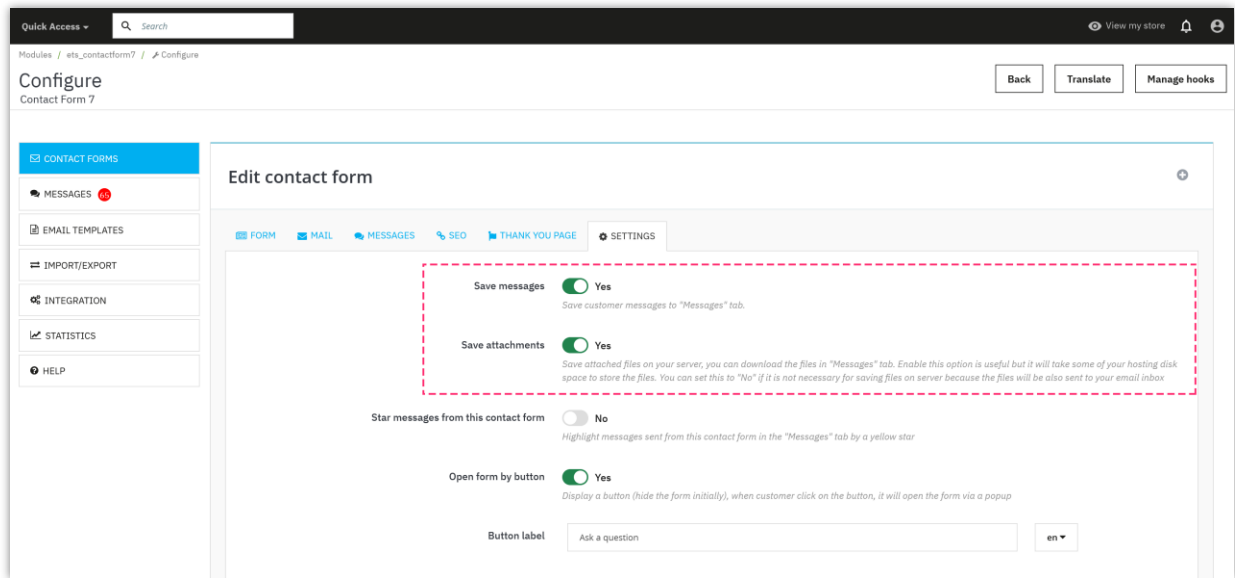 Quick Access
Search
View my store
Modules / ets_contactform7 / Configure
Configure
Contact Form 7
Back
Translate
Manage hooks
CONTACT FORMS
MESSAGES 65
EMAIL TEMPLATES
IMPORT/EXPORT
INTEGRATION
STATISTICS
HELP
Edit contact form
FORM
MAIL
MESSAGES
SEO
THANK YOU PAGE
SETTINGS
Save messages
Yes
Save customer messages to "Messages" tab.
Save attachments
Yes
Save attached files on your server, you can download the files in "Messages" tab. Enable this option is useful but it will take some of your hosting disk
space to store the files. You can set this to "No" if it is not necessary for saving files on server because the files will be also sent to your email inbox
Star messages from this contact form
No
Highlight messages sent from this contact form in the "Messages" tab by a yellow star
Open form by button
Yes
Display a button (hide the form initially), when customer click on the button, it will open the form via a popup
Button label
Ask a question
en